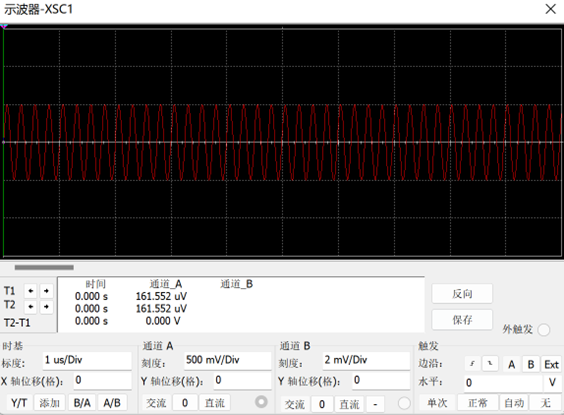 示波器-XSC1
时间 通道_A 通道_B
T1 0.000 s 161.552 uV
T2 0.000 s 161.552 uV
T2-T1 0.000 s 0.000 V
反向
保存
外触发
时基 通道 A 通道 B 触发
标度: 1 us/Div 刻度: 500 mV/Div 刻度: 2 mV/Div 边沿: A B Ext
X 轴位移(格): 0 Y 轴位移(格): 0 Y 轴位移(格): 0 水平: 0 V
Y/T 添加 B/A A/B 交流 0 直流 交流 0 直流 - 单次 正常 自动 无